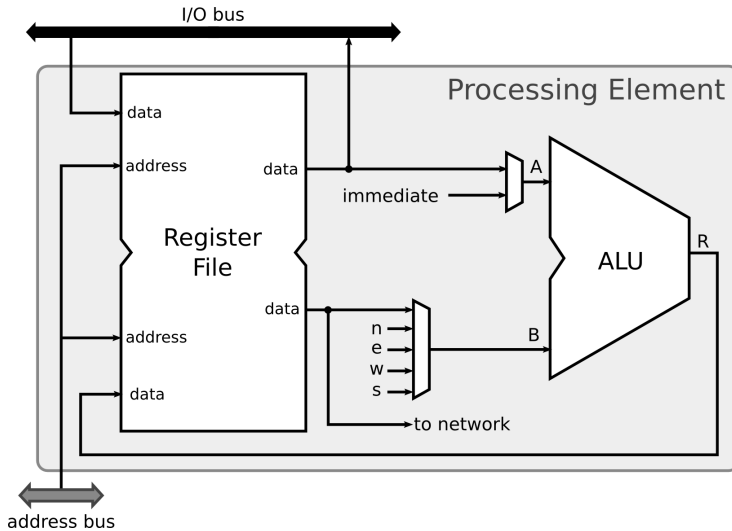 I/O bus
Processing Element
data
address
data
A
immediate
Register
File
ALU
R
data
n
address
e
B
w
data
s
to network
address bus